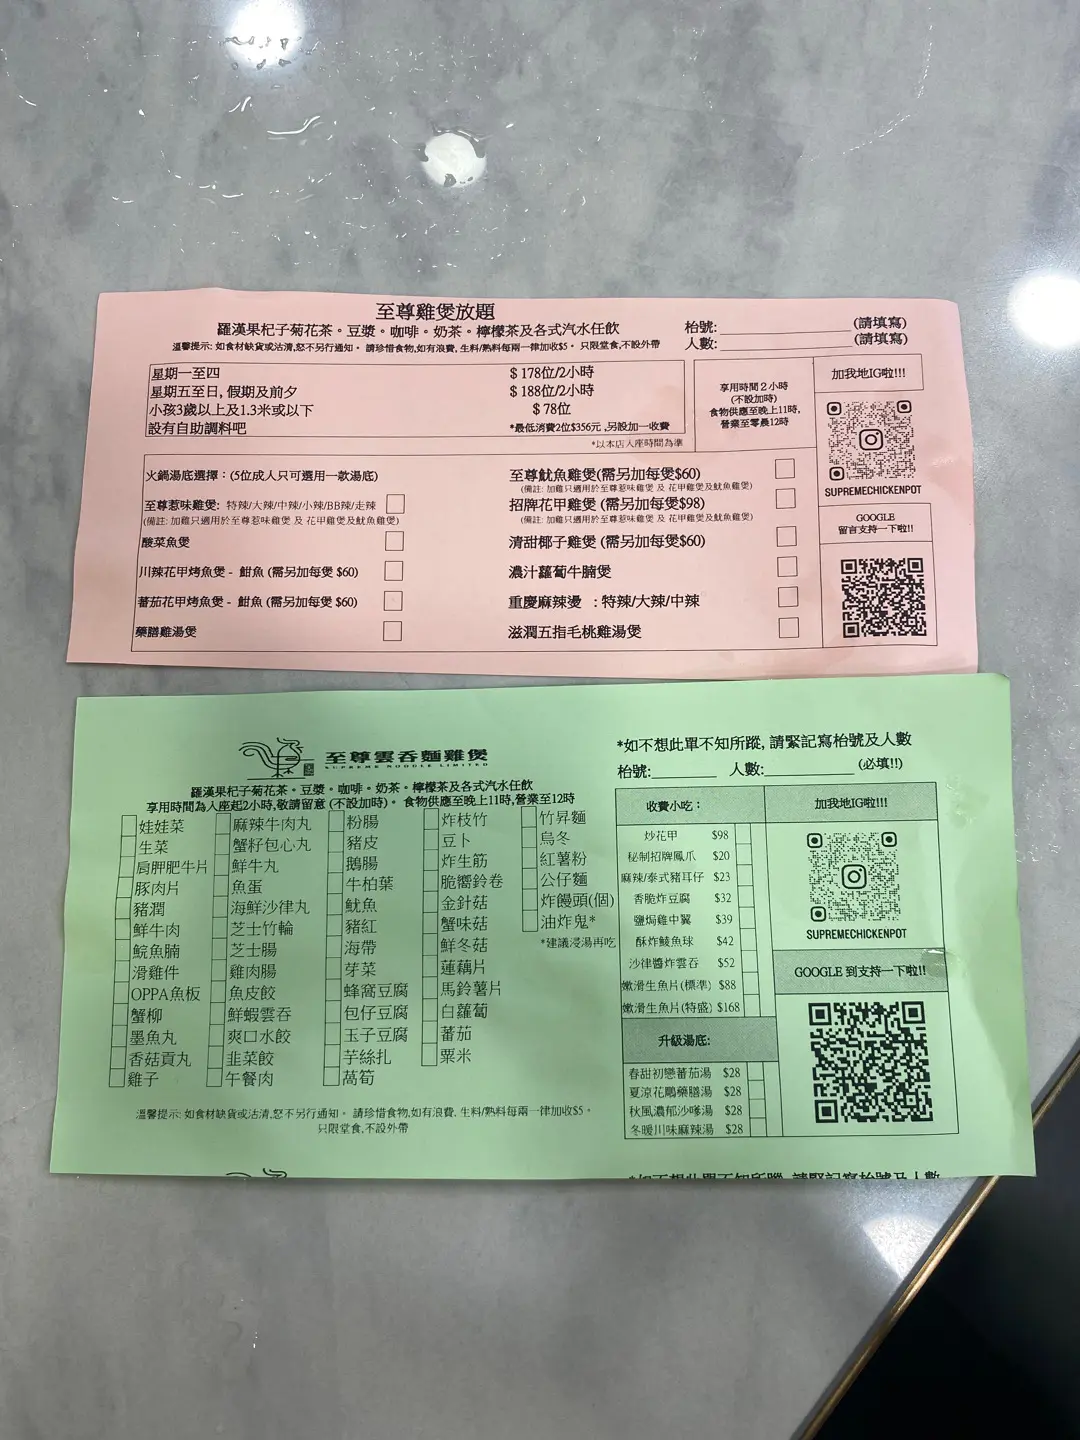 至尊雞煲放題
羅漢果杞子菊花茶。豆漿。咖啡。奶茶。檸檬茶及各式汽水任飲
溫馨提示: 如食材缺貨或沽清,恕不另行通知。 請珍惜食物,如有浪費, 生料/熟料每兩一律加收$5。 只限堂食,不設外帶
枱號: (請填寫)
人數: (請填寫)
星期一至四 $ 178位/2小時
星期五至日, 假期及前夕 $ 188位/2小時
小孩3歲以上及1.3米或以下 $ 78位
設有自助調料吧 *最低消費2位$356元 ,另設加一收費
*以本店入座時間為準
享用時間 2 小時
(不設加時)
食物供應至晚上11時,
營業至零晨12時
加我地IG啦!!!
SUPREMECHICKENPOT
GOOGLE
留言支持一下啦!!
火鍋湯底選擇 : (5位成人只可選用一款湯底)
至尊惹味雞煲: 特辣/大辣/中辣/小辣/BB辣/走辣
(備註: 加雞只適用於至尊惹味雞煲 及 花甲雞煲及魷魚雞煲)
酸菜魚煲
川辣花甲烤魚煲 - 鮒魚 (需另加每煲 $60)
蕃茄花甲烤魚煲 - 鮒魚 (需另加每煲 $60)
藥膳雞湯煲
至尊魷魚雞煲(需另加每煲$60)
(備註: 加雞只適用於至尊惹味雞煲 及 花甲雞煲及魷魚雞煲)
招牌花甲雞煲 (需另加每煲$98)
(備註: 加雞只適用於至尊惹味雞煲 及 花甲雞煲及魷魚雞煲)
清甜椰子雞煲 (需另加每煲$60)
濃汁蘿蔔牛腩煲
重慶麻辣燙 : 特辣/大辣/中辣
滋潤五指毛桃雞湯煲
至尊雲吞麵雞煲
SUPREME NOODLE LIMITED
羅漢果杞子菊花茶。豆漿。咖啡。奶茶。檸檬茶及各式汽水任飲
享用時間為入座起2小時,敬請留意 (不設加時)。 食物供應至晚上11時,營業至12時
*如不想此單不知所蹤, 請緊記寫枱號及人數
枱號: 人數: (必填!!)
娃娃菜
生菜
肩胛肥牛片
豚肉片
豬潤
鮮牛肉
鯇魚腩
滑雞件
OPPA魚板
蟹柳
墨魚丸
香菇貢丸
雞子
麻辣牛肉丸
蟹籽包心丸
鮮牛丸
魚蛋
海鮮沙律丸
芝士竹輪
芝士腸
雞肉腸
魚皮餃
鮮蝦雲吞
爽口水餃
韭菜餃
午餐肉
粉腸
豬皮
鵝腸
牛柏葉
魷魚
豬紅
海帶
芽菜
蜂窩豆腐
包仔豆腐
玉子豆腐
芋絲扎
萵筍
炸枝竹
豆卜
炸生筋
脆嚮鈴卷
金針菇
蟹味菇
鮮冬菇
蓮藕片
馬鈴薯片
白蘿蔔
蕃茄
粟米
竹昇麵
烏冬
紅薯粉
公仔麵
炸饅頭(個)
油炸鬼*
*建議浸湯再吃
溫馨提示: 如食材缺貨或沽清,恕不另行通知。 請珍惜食物,如有浪費, 生料/熟料每兩一律加收$5。
只限堂食,不設外帶
收費小吃 :
炒花甲 $98
秘制招牌鳳爪 $20
麻辣/泰式豬耳仔 $23
香脆炸豆腐 $32
鹽焗雞中翼 $39
酥炸鯪魚球 $42
沙律醬炸雲吞 $52
嫩滑生魚片(標準) $88
嫩滑生魚片(特盛) $168
升級湯底:
春甜初戀蕃茄湯 $28
夏涼花鵰藥膳湯 $28
秋風濃郁沙嗲湯 $28
冬暖川味麻辣湯 $28
加我地IG啦!!!
SUPREMECHICKENPOT
GOOGLE 到支持一下啦!!
*如不想此單不知所蹤, 請緊記寫枱號及人數